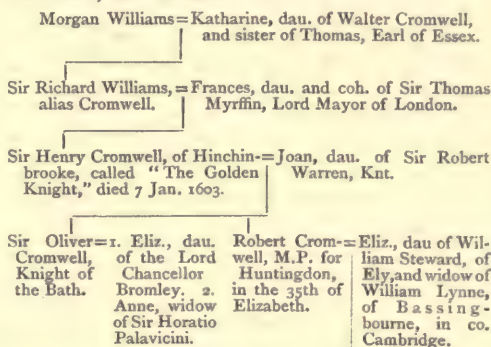 Morgan Williams=Katharine, dau. of Walter Cromwell,
and sister of Thomas, Earl of Essex.
Sir Richard Williams,=Frances, dau. and coh. of Sir Thomas
alias Cromwell. Myrffin, Lord Mayor of London.
Sir Henry Cromwell, of Hinchin-=Joan, dau. of Sir Robert
brooke, called "The Golden Warren, Knt.
Knight," died 7 Jan. 1603.
Sir Oliver=1. Eliz., dau.
Cromwell, of the Lord
Knight of Chancellor
the Bath. Bromley. 2.
Anne, widow
of Sir Horatio
Palavicini.
Robert Crom-=Eliz., dau of Wil-
well, M.P. for liam Steward, of
Huntingdon, Ely,and widow of
in the 35th of William Lynne,
Elizabeth. of Bassing-
bourne, in co.
Cambridge.